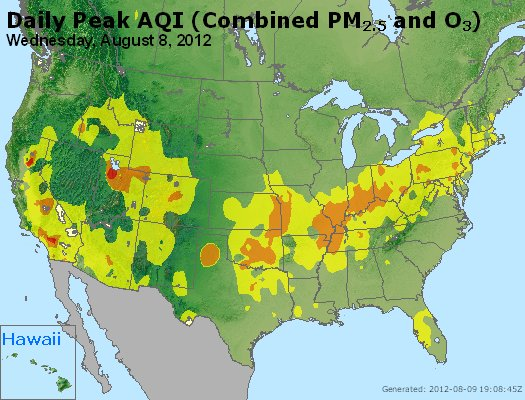 Daily Peak AQI (Combined PM2.5 and O3)
Wednesday, August 8, 2012
Hawaii
Generated: 2012-08-09 19:08:45Z